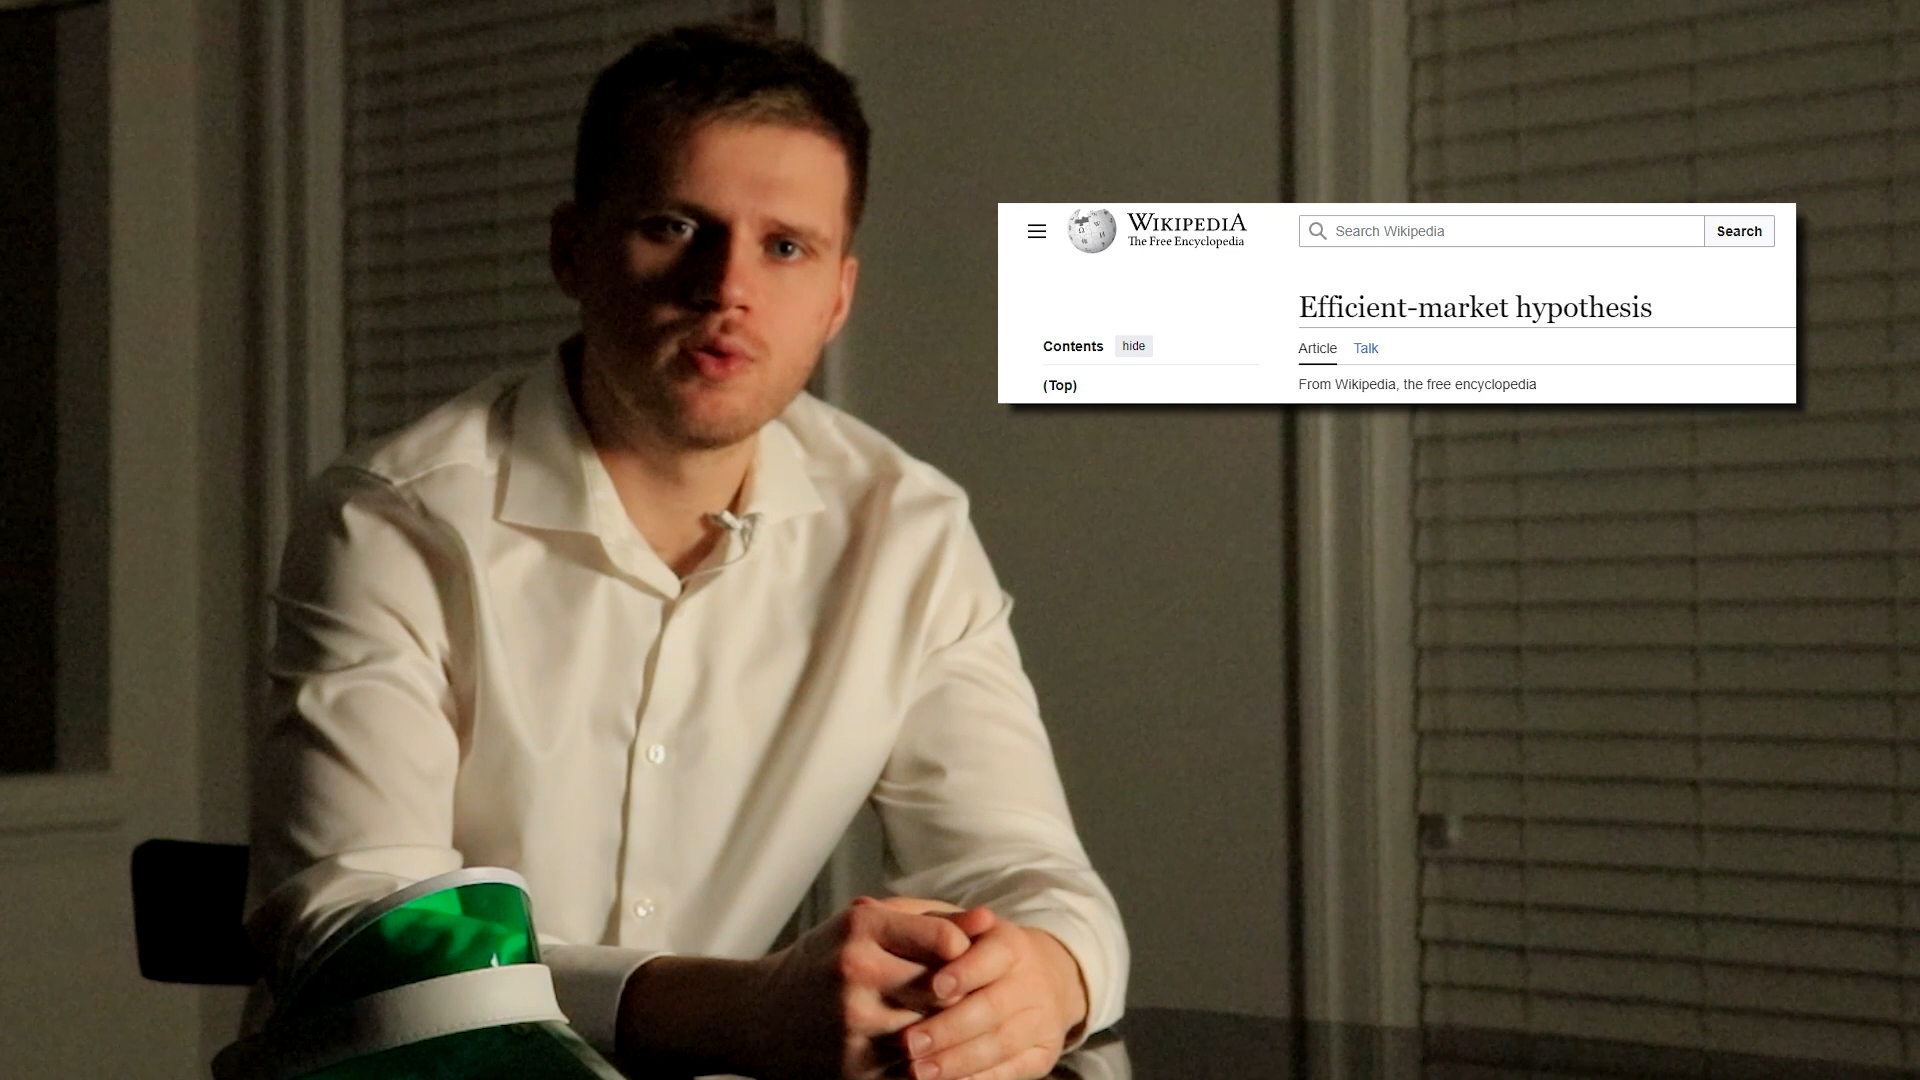 WIKIPEDIA
The Free Encyclopedia
Search Wikipedia
Search
Efficient-market hypothesis
Contents hide
Article Talk
(Top)
From Wikipedia, the free encyclopedia